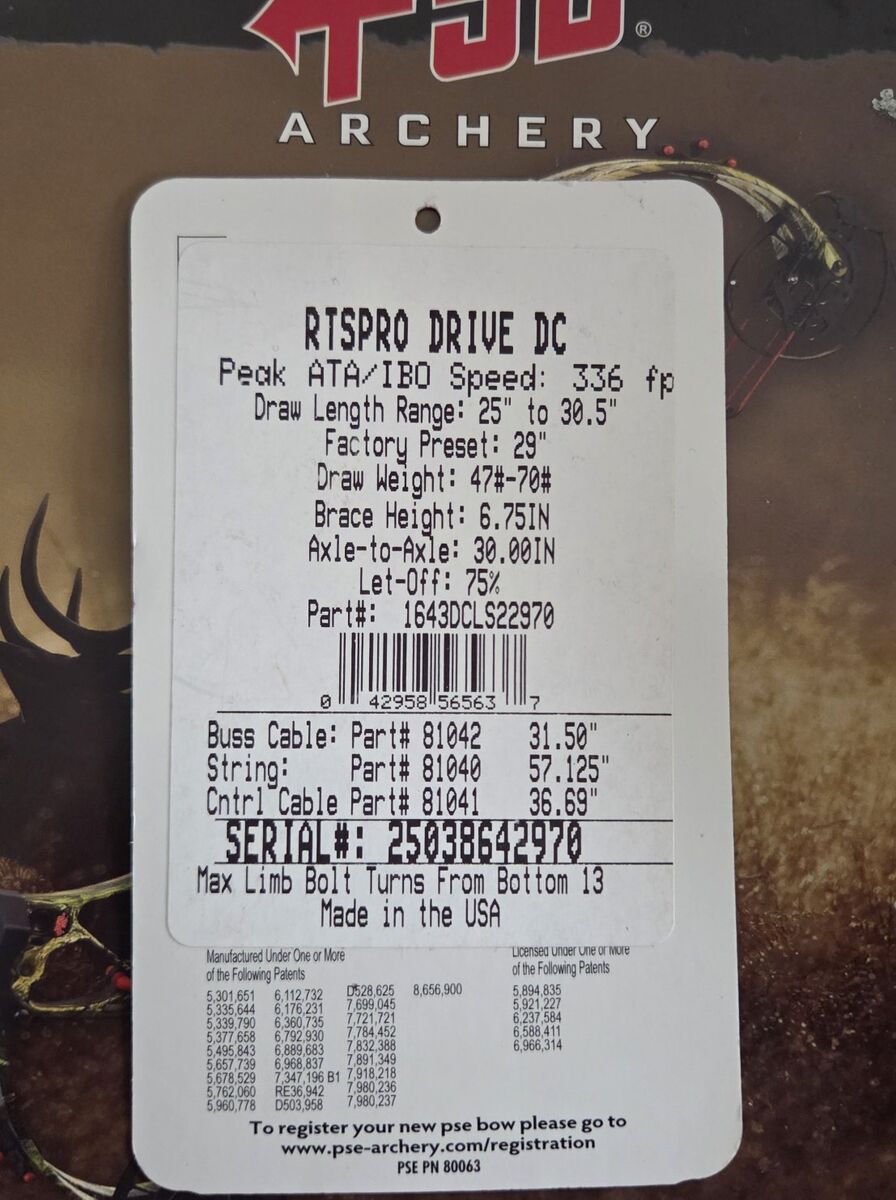 PSE®
ARCHERY
RTSPRO DRIVE DC
Peak ATA/IBO Speed: 336 fp
Draw Length Range: 25" to 30.5"
Factory Preset: 29"
Draw Weight: 47#-70#
Brace Height: 6.75IN
Axle-to-Axle: 30.00IN
Let-Off: 75%
Part#: 1643DCLS22970
0 42958 56563 7
Buss Cable: Part# 81042 31.50"
String: Part# 81040 57.125"
Cntrl Cable Part# 81041 36.69"
SERIAL#: 25038642970
Max Limb Bolt Turns From Bottom 13
Made in the USA
Manufactured Under One or More
of the Following Patents
5,301,651 6,112,732 D528,625 8,656,900
5,335,644 6,176,231 7,699,045
5,339,790 6,360,735 7,721,721
5,377,658 6,792,930 7,784,452
5,495,843 6,889,683 7,832,388
5,657,739 6,968,837 7,891,349
5,678,529 7,347,196 B1 7,918,218
5,762,060 RE36,942 7,980,236
5,960,778 D503,958 7,980,237
Licensed Under One or More
of the Following Patents
5,894,835
5,921,227
6,237,584
6,588,411
6,966,314
To register your new pse bow please go to
www.pse-archery.com/registration
PSE PN 80063